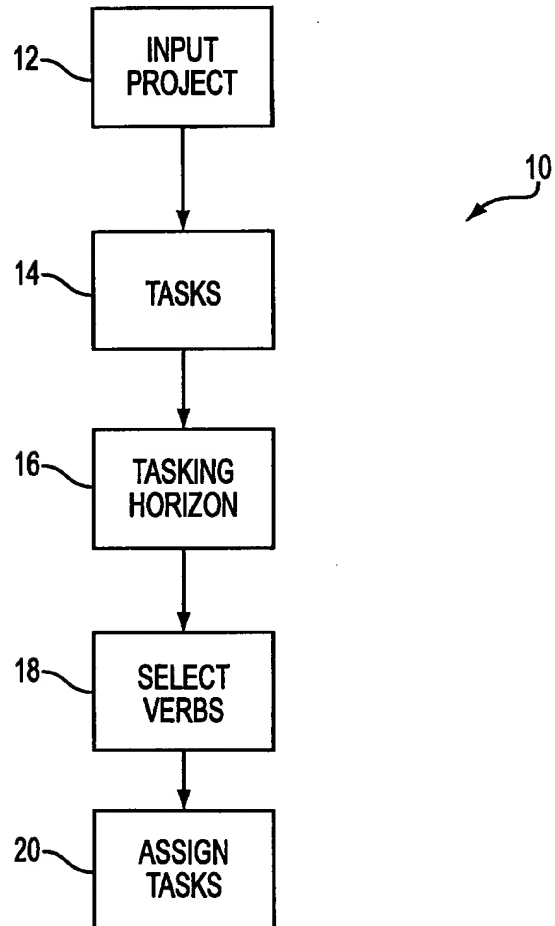 12
INPUT
PROJECT
10
14
TASKS
16
TASKING
HORIZON
18
SELECT
VERBS
20
ASSIGN
TASKS